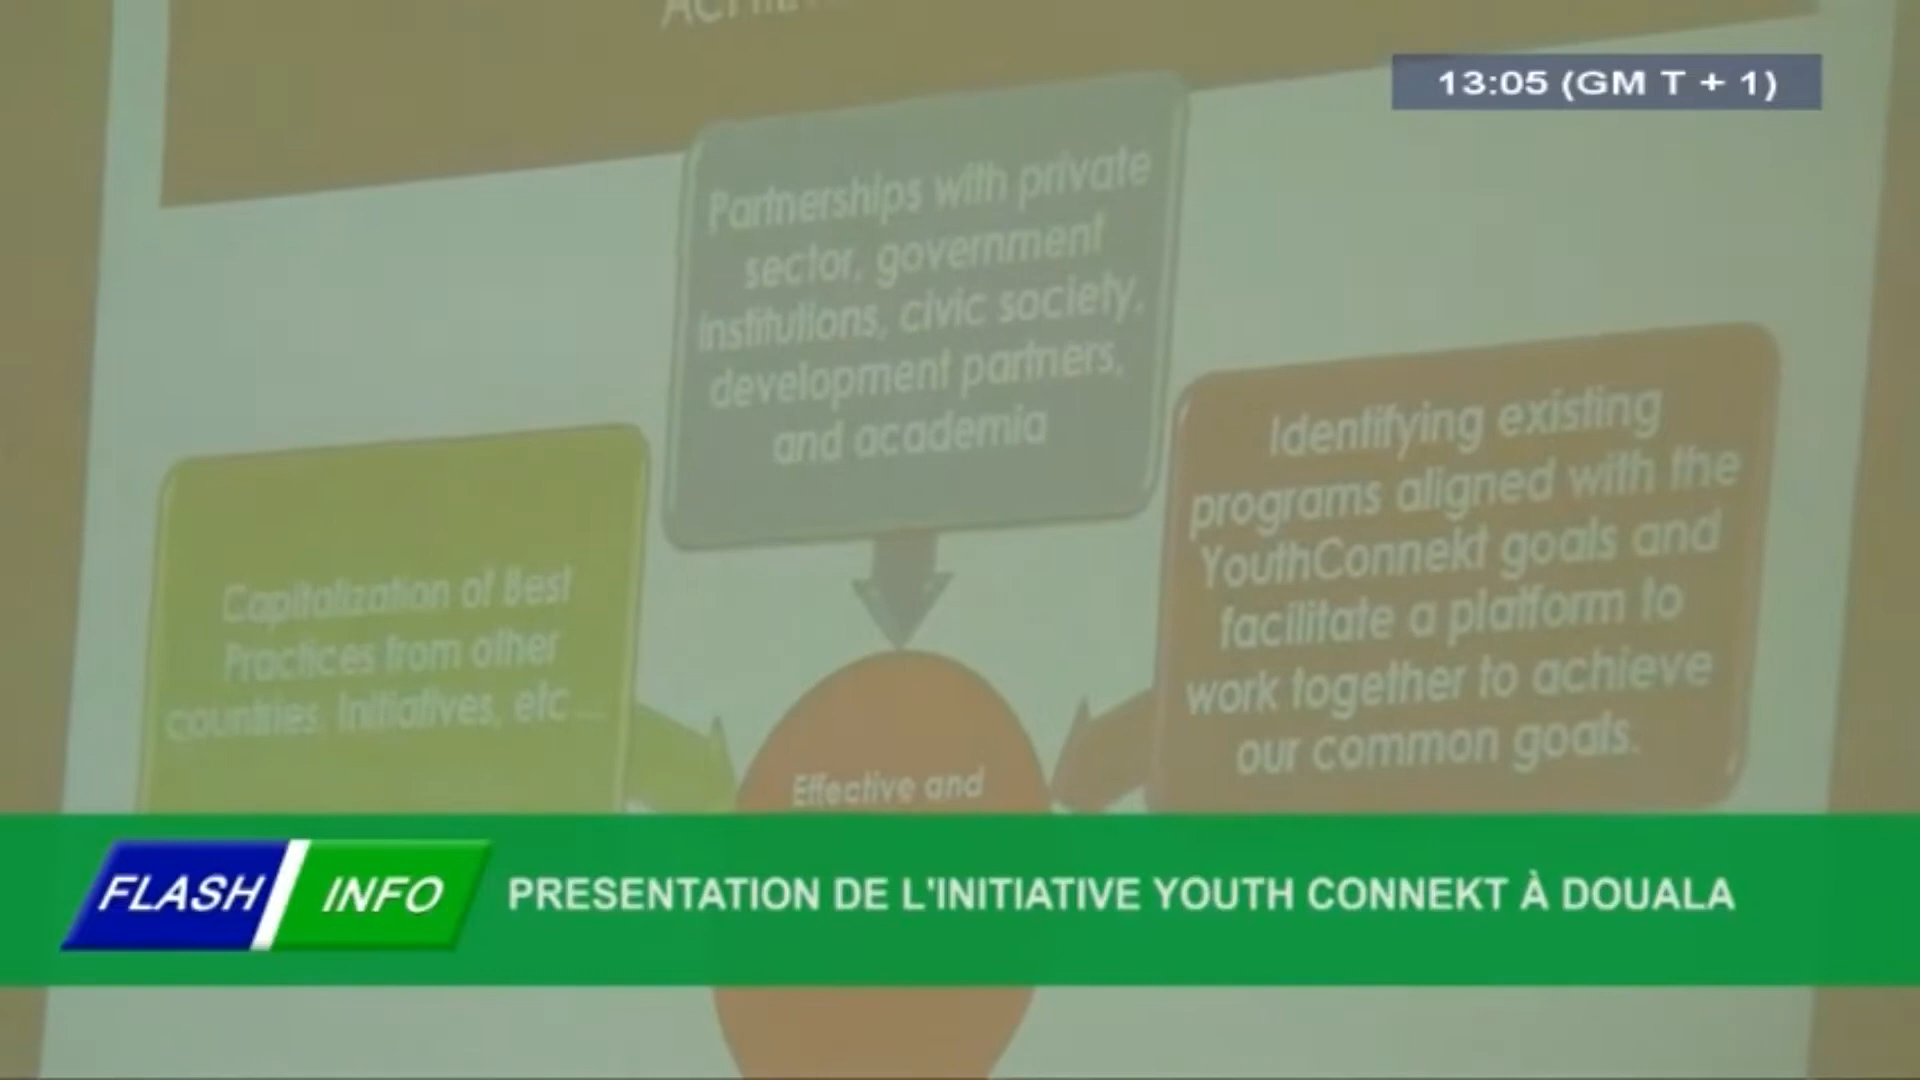 13:05 (GM T + 1)
Partnerships with private
sector, government
institutions, civic society,
development partners,
and academia
Identifying existing
programs aligned with the
YouthConnekt goals and
facilitate a platform to
work together to achieve
our common goals.
Capitalization of Best
Practices from other
countries, Initiatives, etc...
Effective and
FLASH INFO
PRESENTATION DE L'INITIATIVE YOUTH CONNEKT À DOUALA